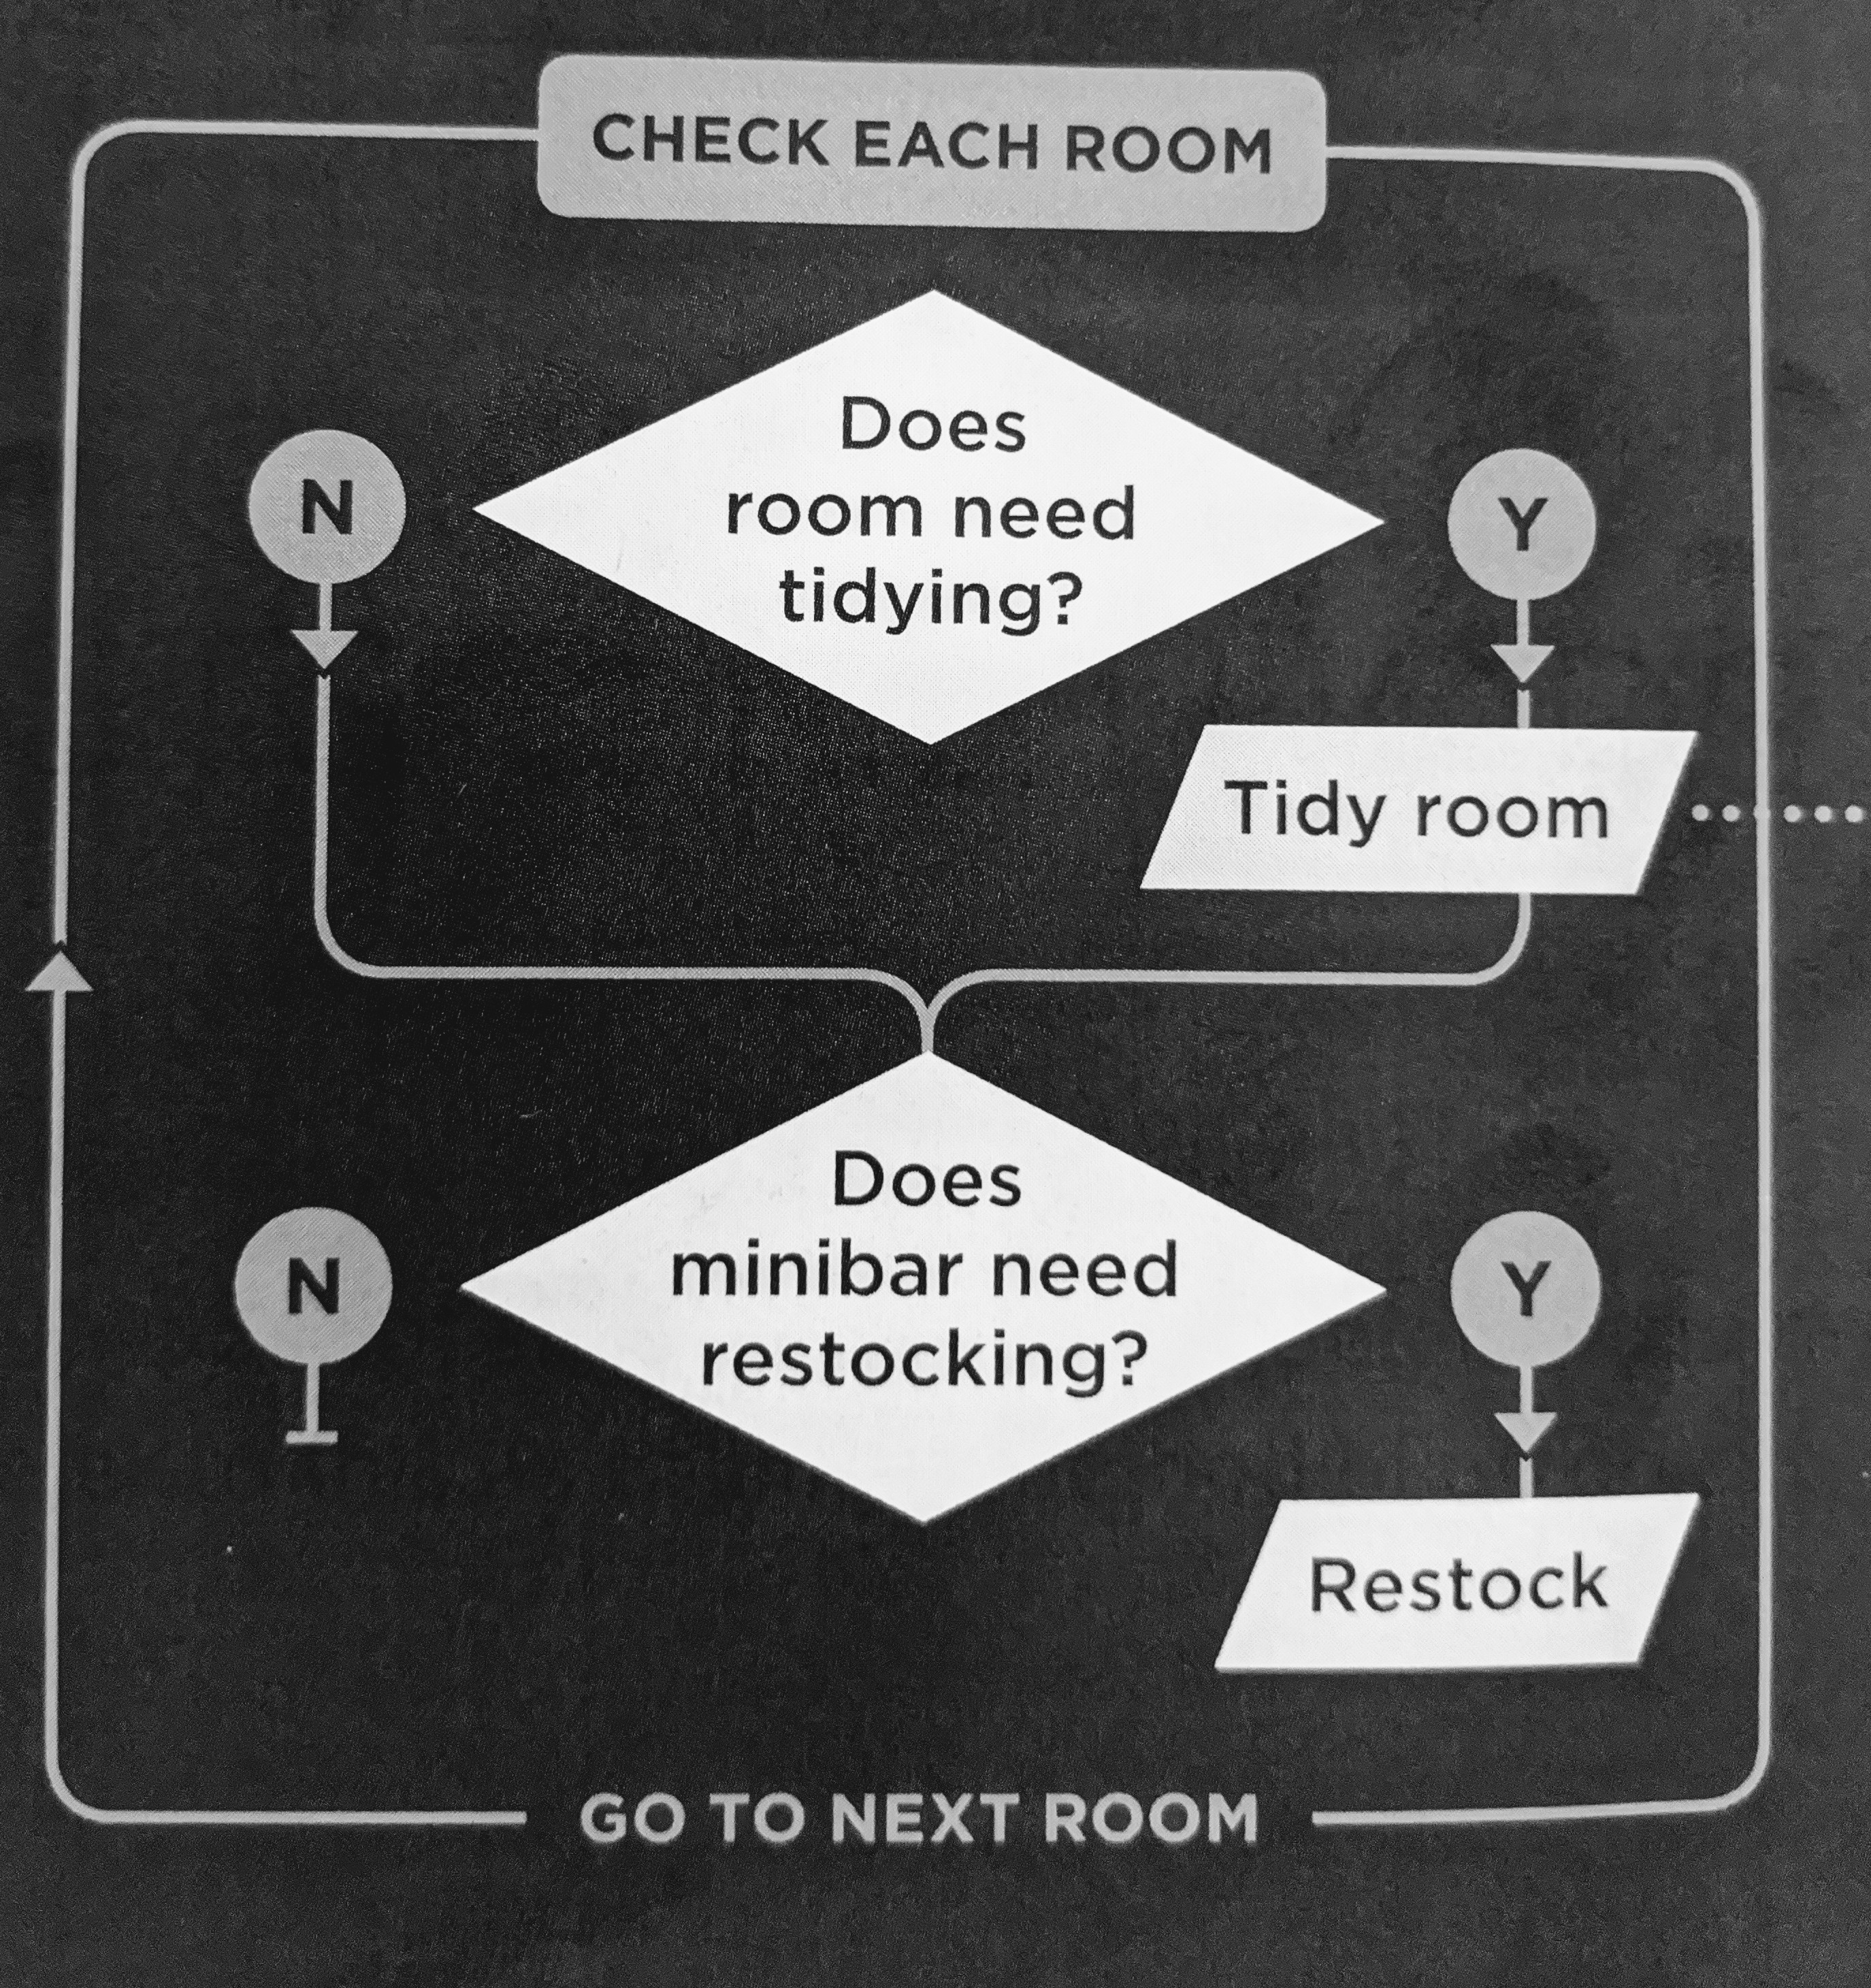 CHECK EACH ROOM
Does
room need
tidying?
N
Y
Tidy room
Does
minibar need
restocking?
N
Y
Restock
GO TO NEXT ROOM